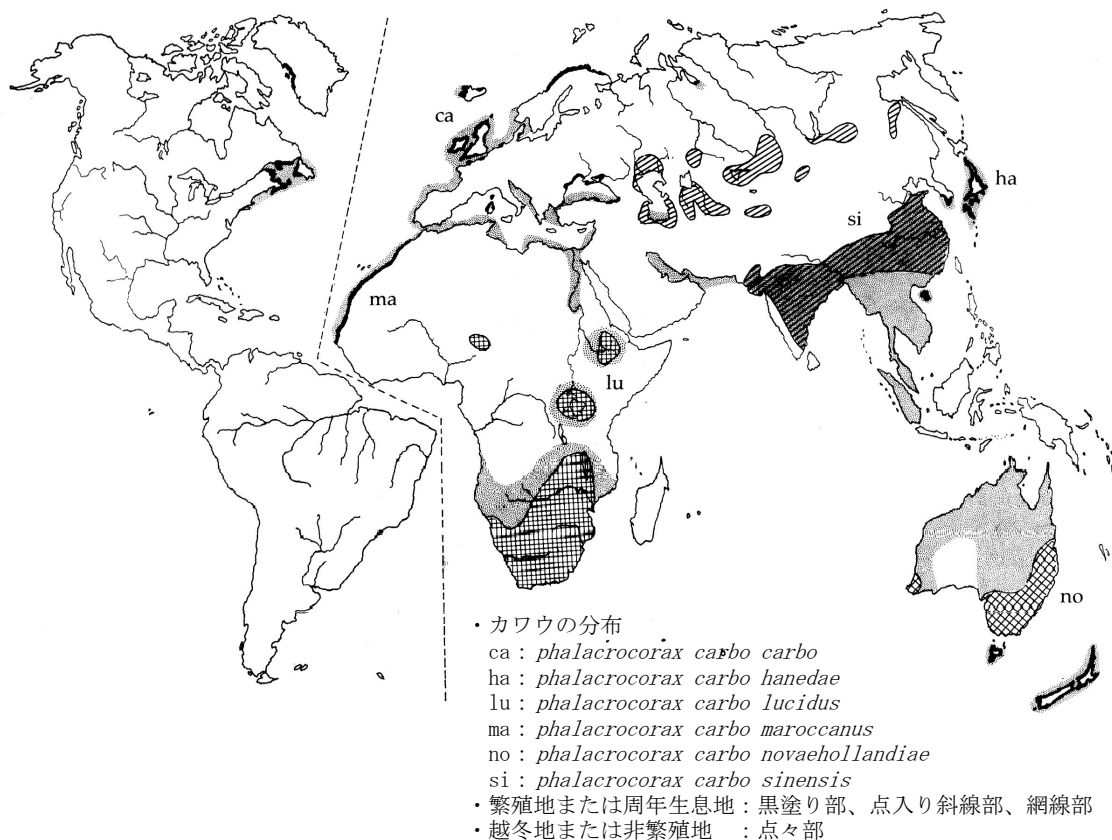 ca
ha
si
ma
lu
no
・カワウの分布
ca：phalacrocorax carbo carbo
ha：phalacrocorax carbo hanedae
lu：phalacrocorax carbo lucidus
ma：phalacrocorax carbo maroccanus
no：phalacrocorax carbo novaehollandiae
si：phalacrocorax carbo sinensis
・繁殖地または周年生息地：黒塗り部、点入り斜線部、網線部
・越冬地または非繁殖地　：点々部